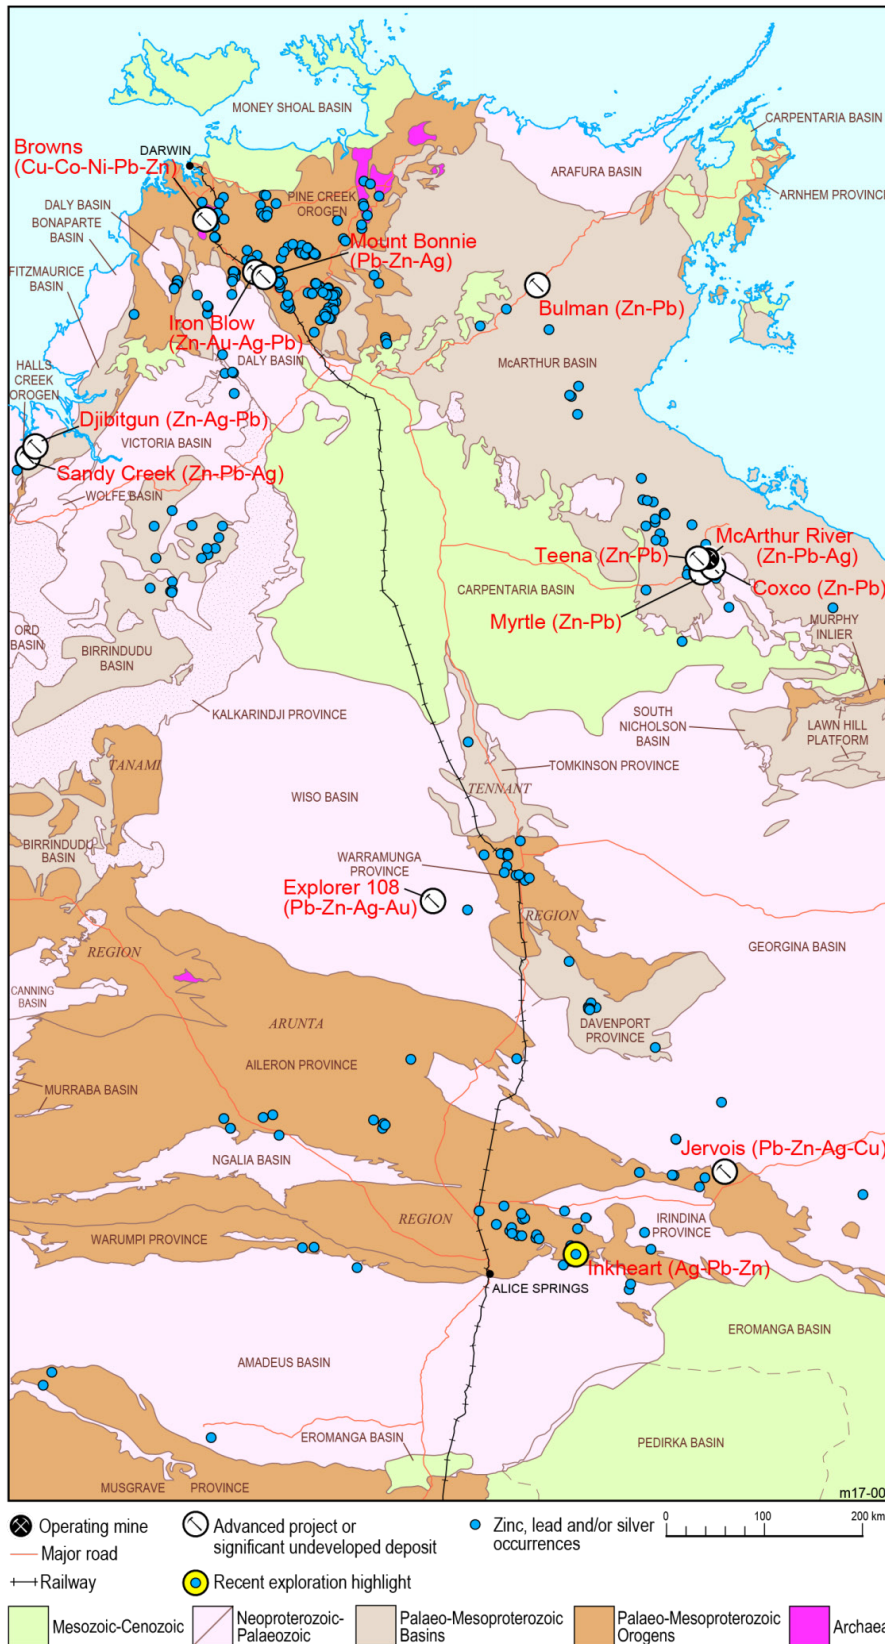 MONEY SHOAL BASIN
CARPENTARIA BASIN
Browns
(Cu-Co-Ni-Pb-Zn)
DARWIN
ARAFURA BASIN
ARNHEM PROVINCE
PINE CREEK
OROGEN
DALY BASIN
BONAPARTE
BASIN
Mount Bonnie
(Pb-Zn-Ag)
FITZMAURICE
BASIN
Bulman (Zn-Pb)
Iron Blow
(Zn-Au-Ag-Pb)
DALY BASIN
McARTHUR BASIN
HALLS
CREEK
OROGEN
Djibitgun (Zn-Ag-Pb)
VICTORIA BASIN
Sandy Creek (Zn-Pb-Ag)
WOLFE BASIN
McArthur River
(Zn-Pb-Ag)
Teena (Zn-Pb)
CARPENTARIA BASIN
Coxco (Zn-Pb)
Myrtle (Zn-Pb)
MURPHY
INLIER
ORD
BASIN
BIRRINDUDU
BASIN
KALKARINDJI PROVINCE
SOUTH
NICHOLSON
BASIN
LAWN HILL
PLATFORM
TANAMI
TOMKINSON PROVINCE
TENNANT
WISO BASIN
BIRRINDUDU
BASIN
WARRAMUNGA
PROVINCE
Explorer 108
(Pb-Zn-Ag-Au)
REGION
GEORGINA BASIN
REGION
CANNING
BASIN
ARUNTA
DAVENPORT
PROVINCE
AILERON PROVINCE
MURRABA BASIN
Jervois (Pb-Zn-Ag-Cu)
NGALIA BASIN
REGION
IRINDINA
PROVINCE
WARUMPI PROVINCE
Inkheart (Ag-Pb-Zn)
ALICE SPRINGS
EROMANGA BASIN
AMADEUS BASIN
EROMANGA BASIN
PEDIRKA BASIN
MUSGRAVE PROVINCE
m17-00
Operating mine
Advanced project or
significant undeveloped deposit
Zinc, lead and/or silver
occurrences
0 100 200 km
Major road
Railway
Recent exploration highlight
Mesozoic-Cenozoic
Neoproterozoic-
Palaeozoic
Palaeo-Mesoproterozoic
Basins
Palaeo-Mesoproterozoic
Orogens
Archaea